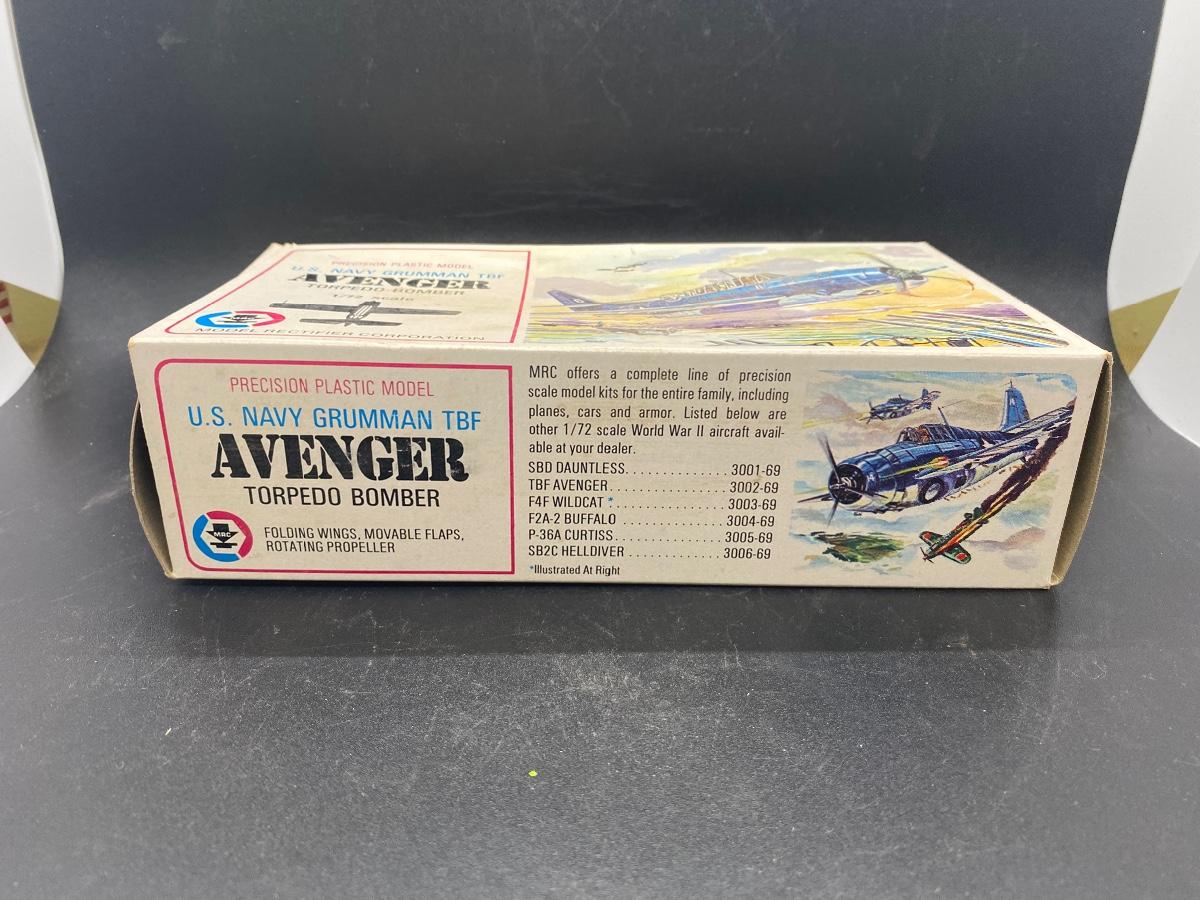 PRECISION PLASTIC MODEL
U.S. NAVY GRUMMAN TBF
AVENGER
TORPEDO BOMBER
1/72 Scale
MODEL RECTIFIER CORPORATION
PRECISION PLASTIC MODEL
U.S. NAVY GRUMMAN TBF
AVENGER
TORPEDO BOMBER
MRC
FOLDING WINGS, MOVABLE FLAPS,
ROTATING PROPELLER
MRC offers a complete line of precision
scale model kits for the entire family, including
planes, cars and armor. Listed below are
other 1/72 scale World War II aircraft avail-
able at your dealer.
SBD DAUNTLESS. . . . . . . . . . . . . . 3001-69
TBF AVENGER. . . . . . . . . . . . . . . . 3002-69
F4F WILDCAT * . . . . . . . . . . . . . . . 3003-69
F2A-2 BUFFALO . . . . . . . . . . . . . . 3004-69
P-36A CURTISS. . . . . . . . . . . . . . . 3005-69
SB2C HELLDIVER . . . . . . . . . . . . . 3006-69
*Illustrated At Right